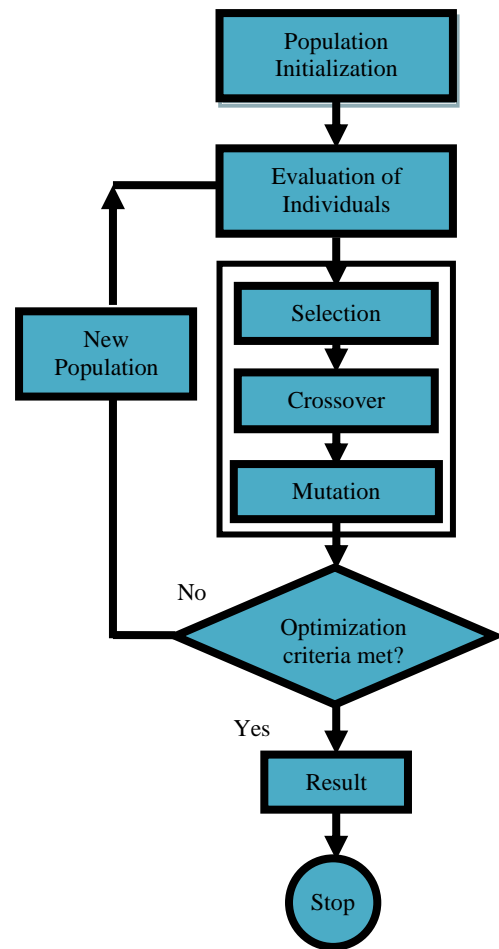 Population
Initialization
Evaluation of
Individuals
Selection
New
Population
Crossover
Mutation
No
Optimization
criteria met?
Yes
Result
Stop